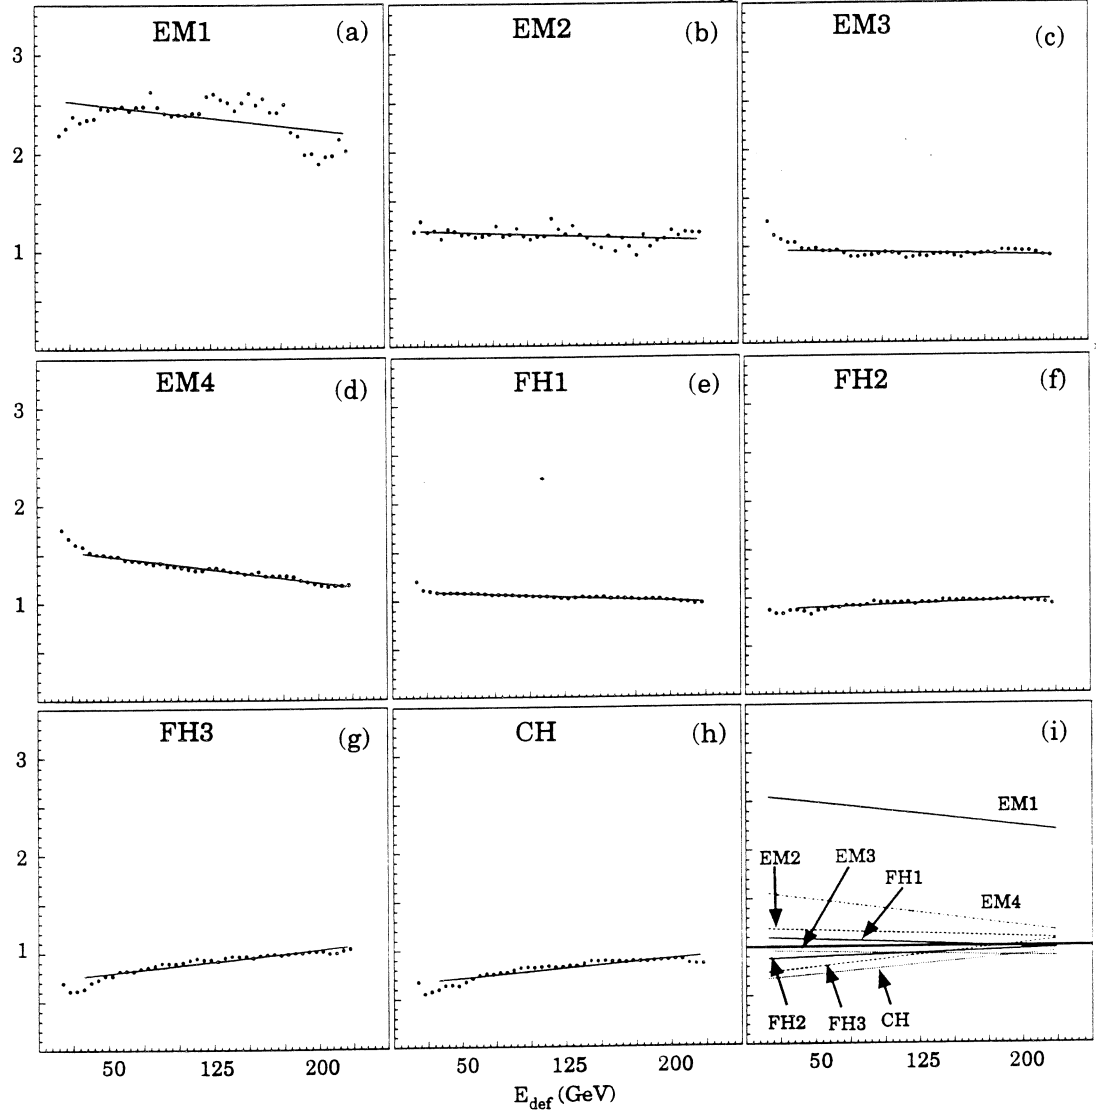 EM1 (a) EM2 (b) EM3 (c)
3
2
1
EM4 (d) FH1 (e) FH2 (f)
3
2
1
FH3 (g) CH (h) (i)
3
2
1
EM1
EM2 EM3
FH1
EM4
FH2 FH3 CH
50 125 200 50 125 200 50 125 200
E_def (GeV)